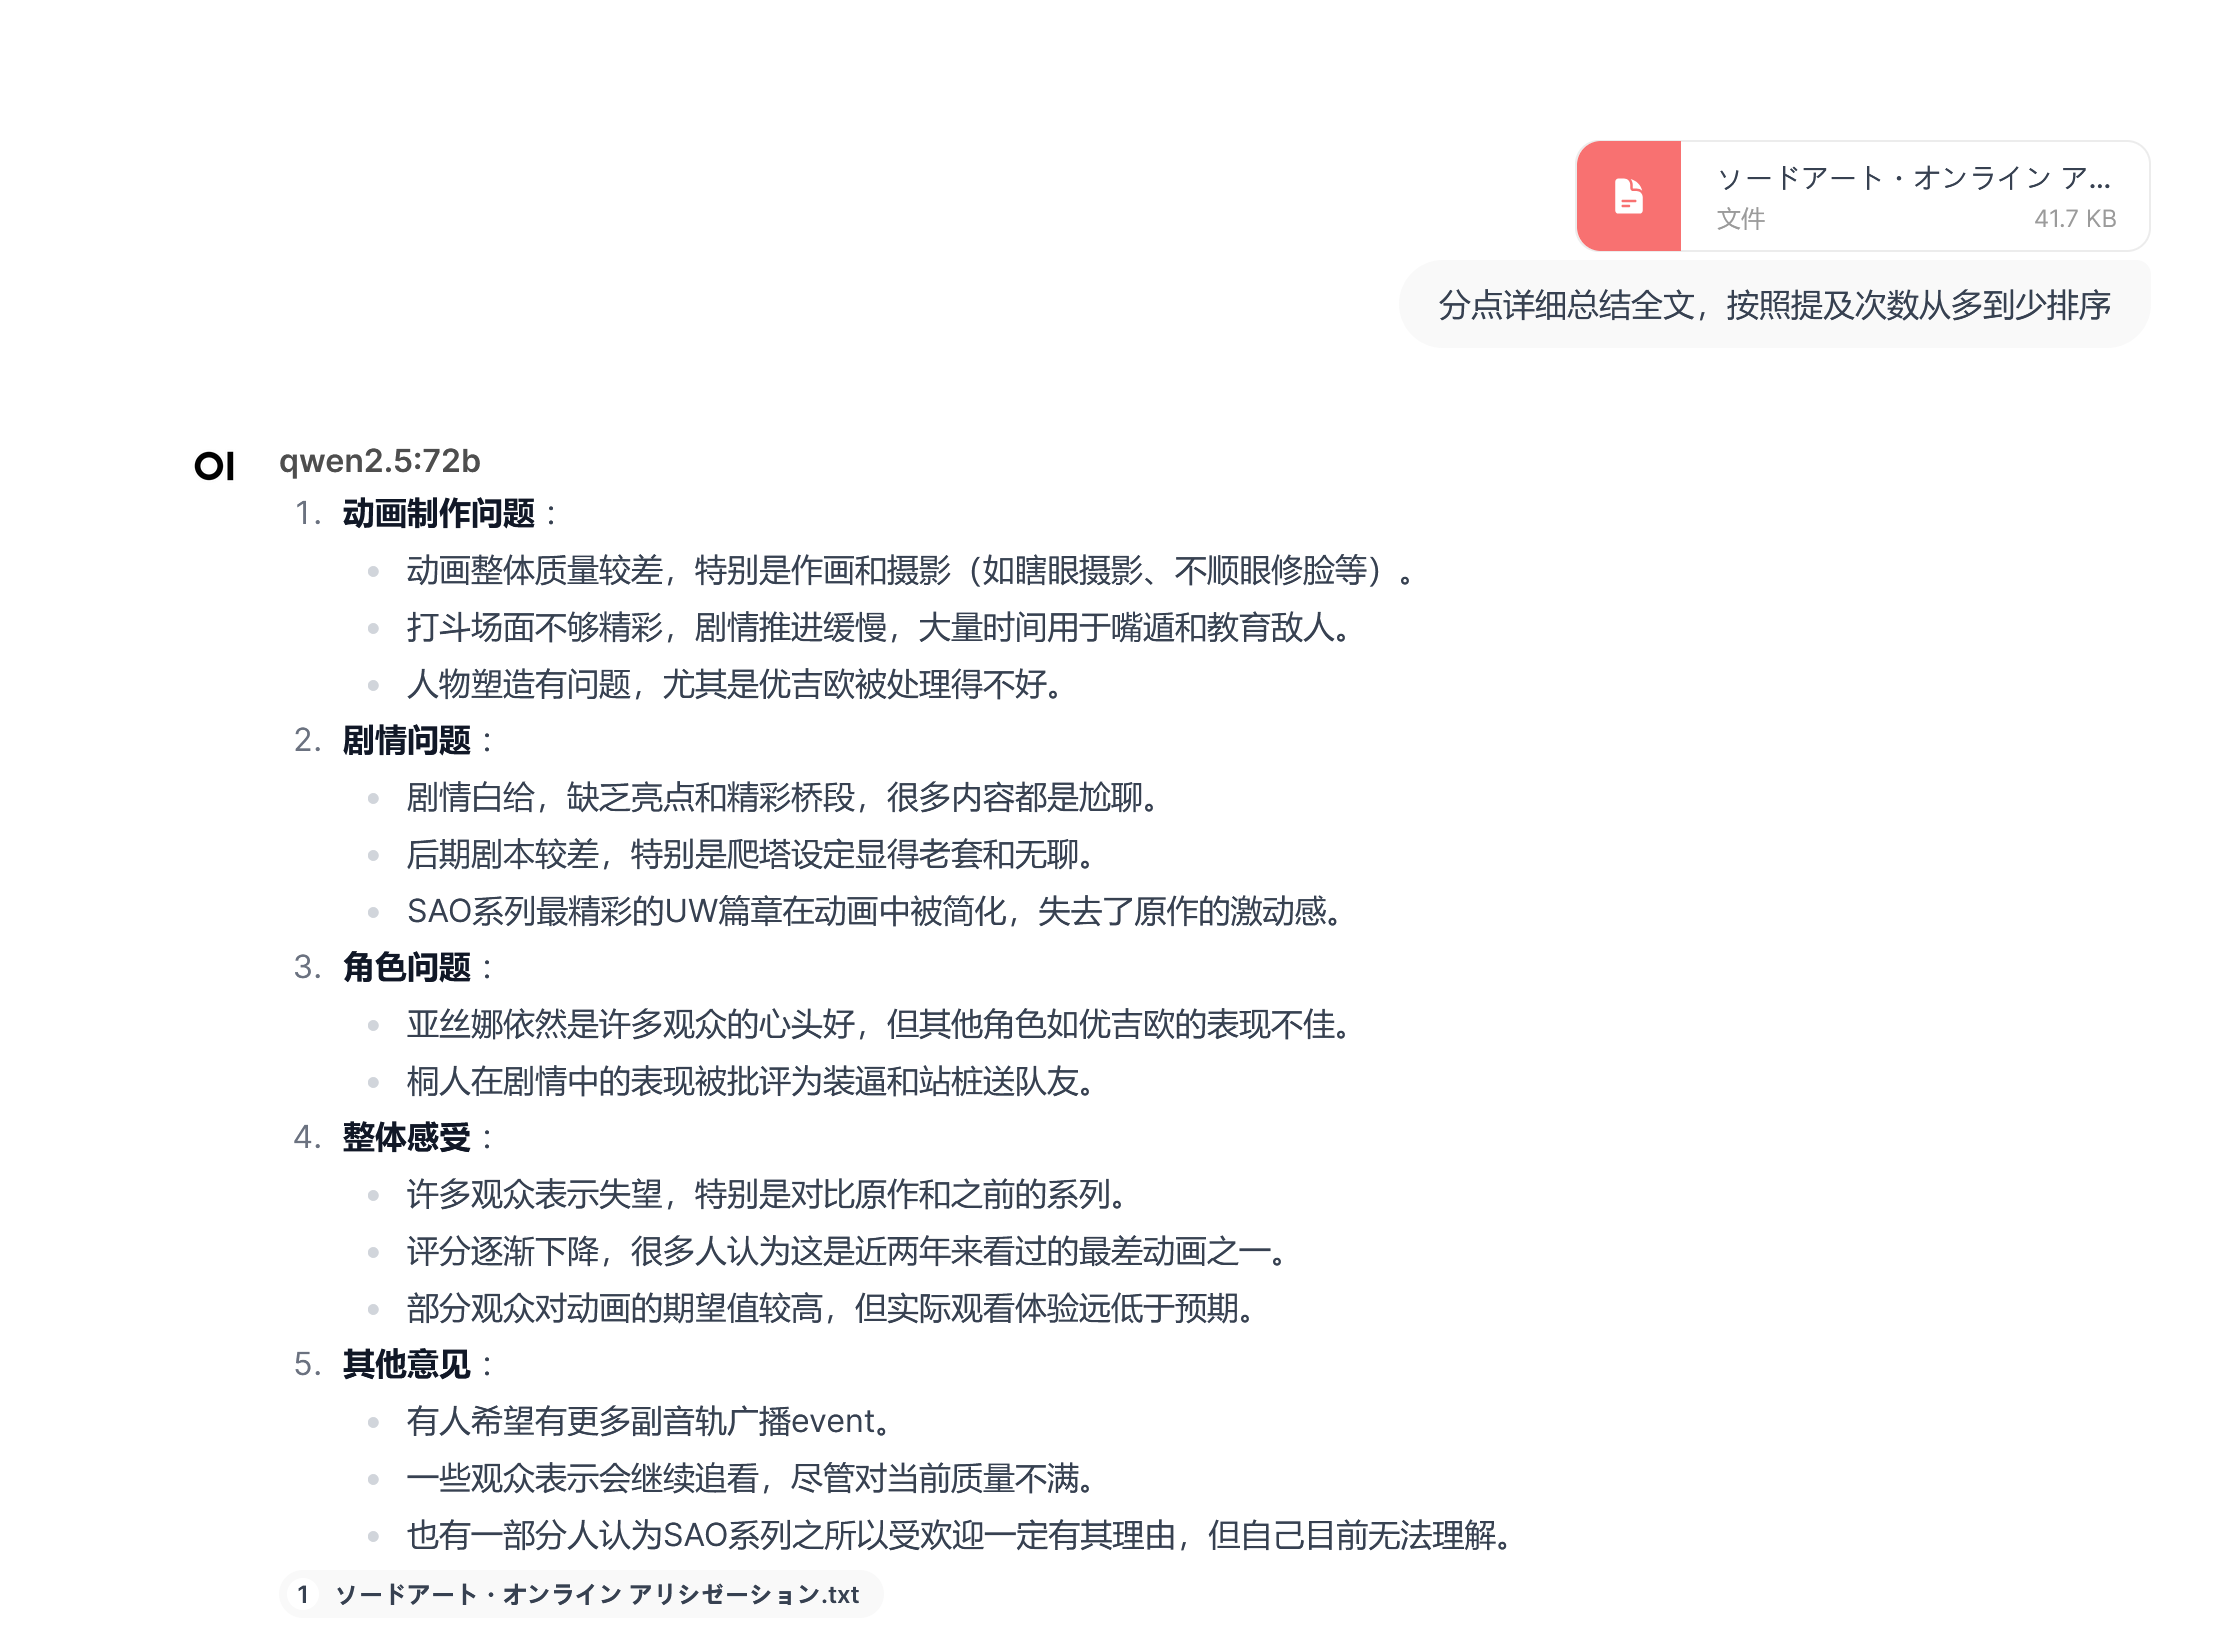 ソードアート・オンライン ア...
文件 41.7 KB
分点详细总结全文，按照提及次数从多到少排序
OI qwen2.5:72b
1. 动画制作问题：
动画整体质量较差，特别是作画和摄影（如瞎眼摄影、不顺眼修脸等）。
打斗场面不够精彩，剧情推进缓慢，大量时间用于嘴遁和教育敌人。
人物塑造有问题，尤其是优吉欧被处理得不好。
2. 剧情问题：
剧情白给，缺乏亮点和精彩桥段，很多内容都是尬聊。
后期剧本较差，特别是爬塔设定显得老套和无聊。
SAO系列最精彩的UW篇章在动画中被简化，失去了原作的激动感。
3. 角色问题：
亚丝娜依然是许多观众的心头好，但其他角色如优吉欧的表现不佳。
桐人在剧情中的表现被批评为装逼和站桩送队友。
4. 整体感受：
许多观众表示失望，特别是对比原作和之前的系列。
评分逐渐下降，很多人认为这是近两年来看过的最差动画之一。
部分观众对动画的期望值较高，但实际观看体验远低于预期。
5. 其他意见：
有人希望有更多副音轨广播event。
一些观众表示会继续追看，尽管对当前质量不满。
也有一部分人认为SAO系列之所以受欢迎一定有其理由，但自己目前无法理解。
1 ソードアート・オンライン アリシゼーション.txt